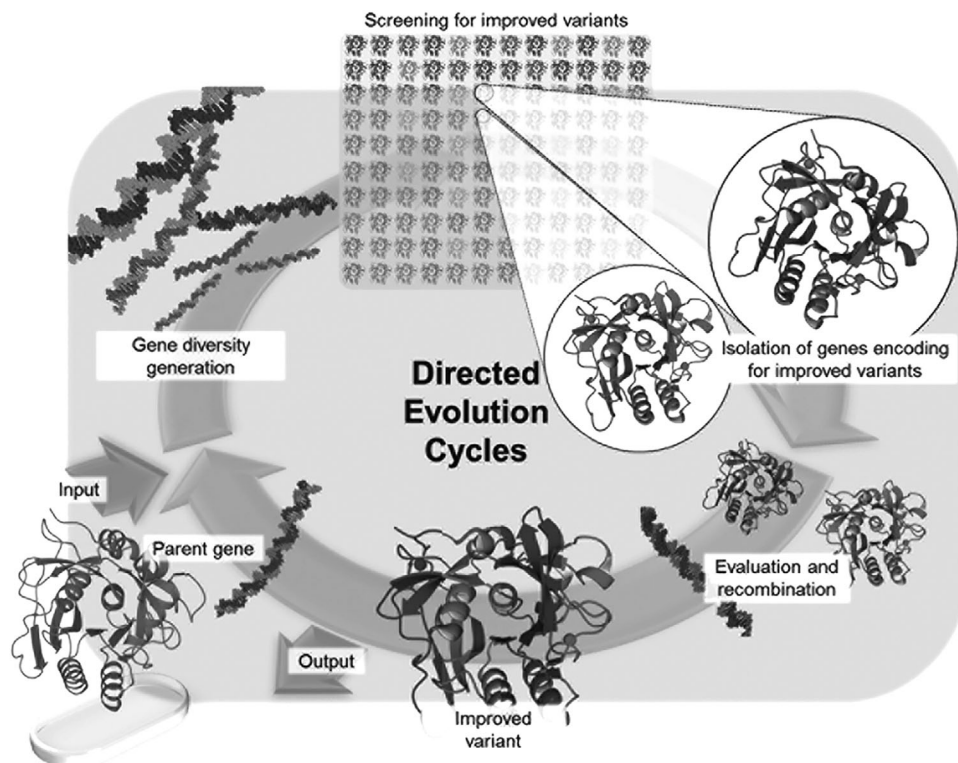 Screening for improved variants
Gene diversity
generation
Directed
Evolution
Cycles
Isolation of genes encoding
for improved variants
Input
Parent gene
Evaluation and
recombination
Output
Improved
variant